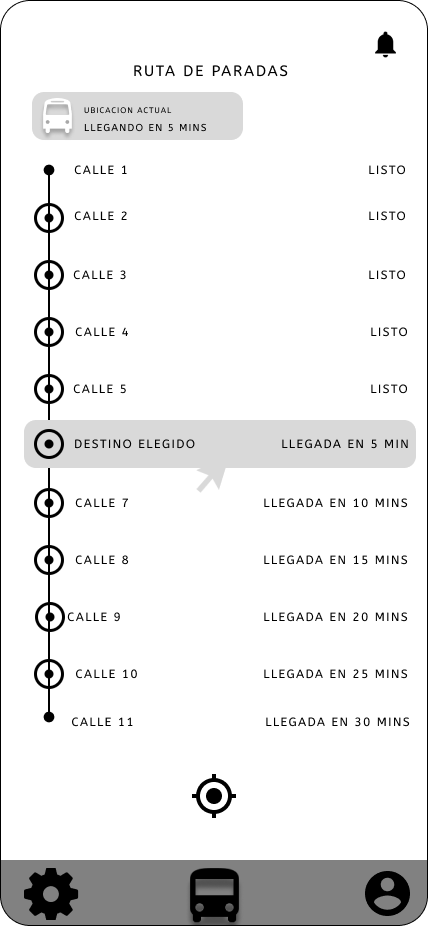 RUTA DE PARADAS
UBICACION ACTUAL
LLEGANDO EN 5 MINS
CALLE 1 LISTO
CALLE 2 LISTO
CALLE 3 LISTO
CALLE 4 LISTO
CALLE 5 LISTO
DESTINO ELEGIDO LLEGADA EN 5 MIN
CALLE 7 LLEGADA EN 10 MINS
CALLE 8 LLEGADA EN 15 MINS
CALLE 9 LLEGADA EN 20 MINS
CALLE 10 LLEGADA EN 25 MINS
CALLE 11 LLEGADA EN 30 MINS